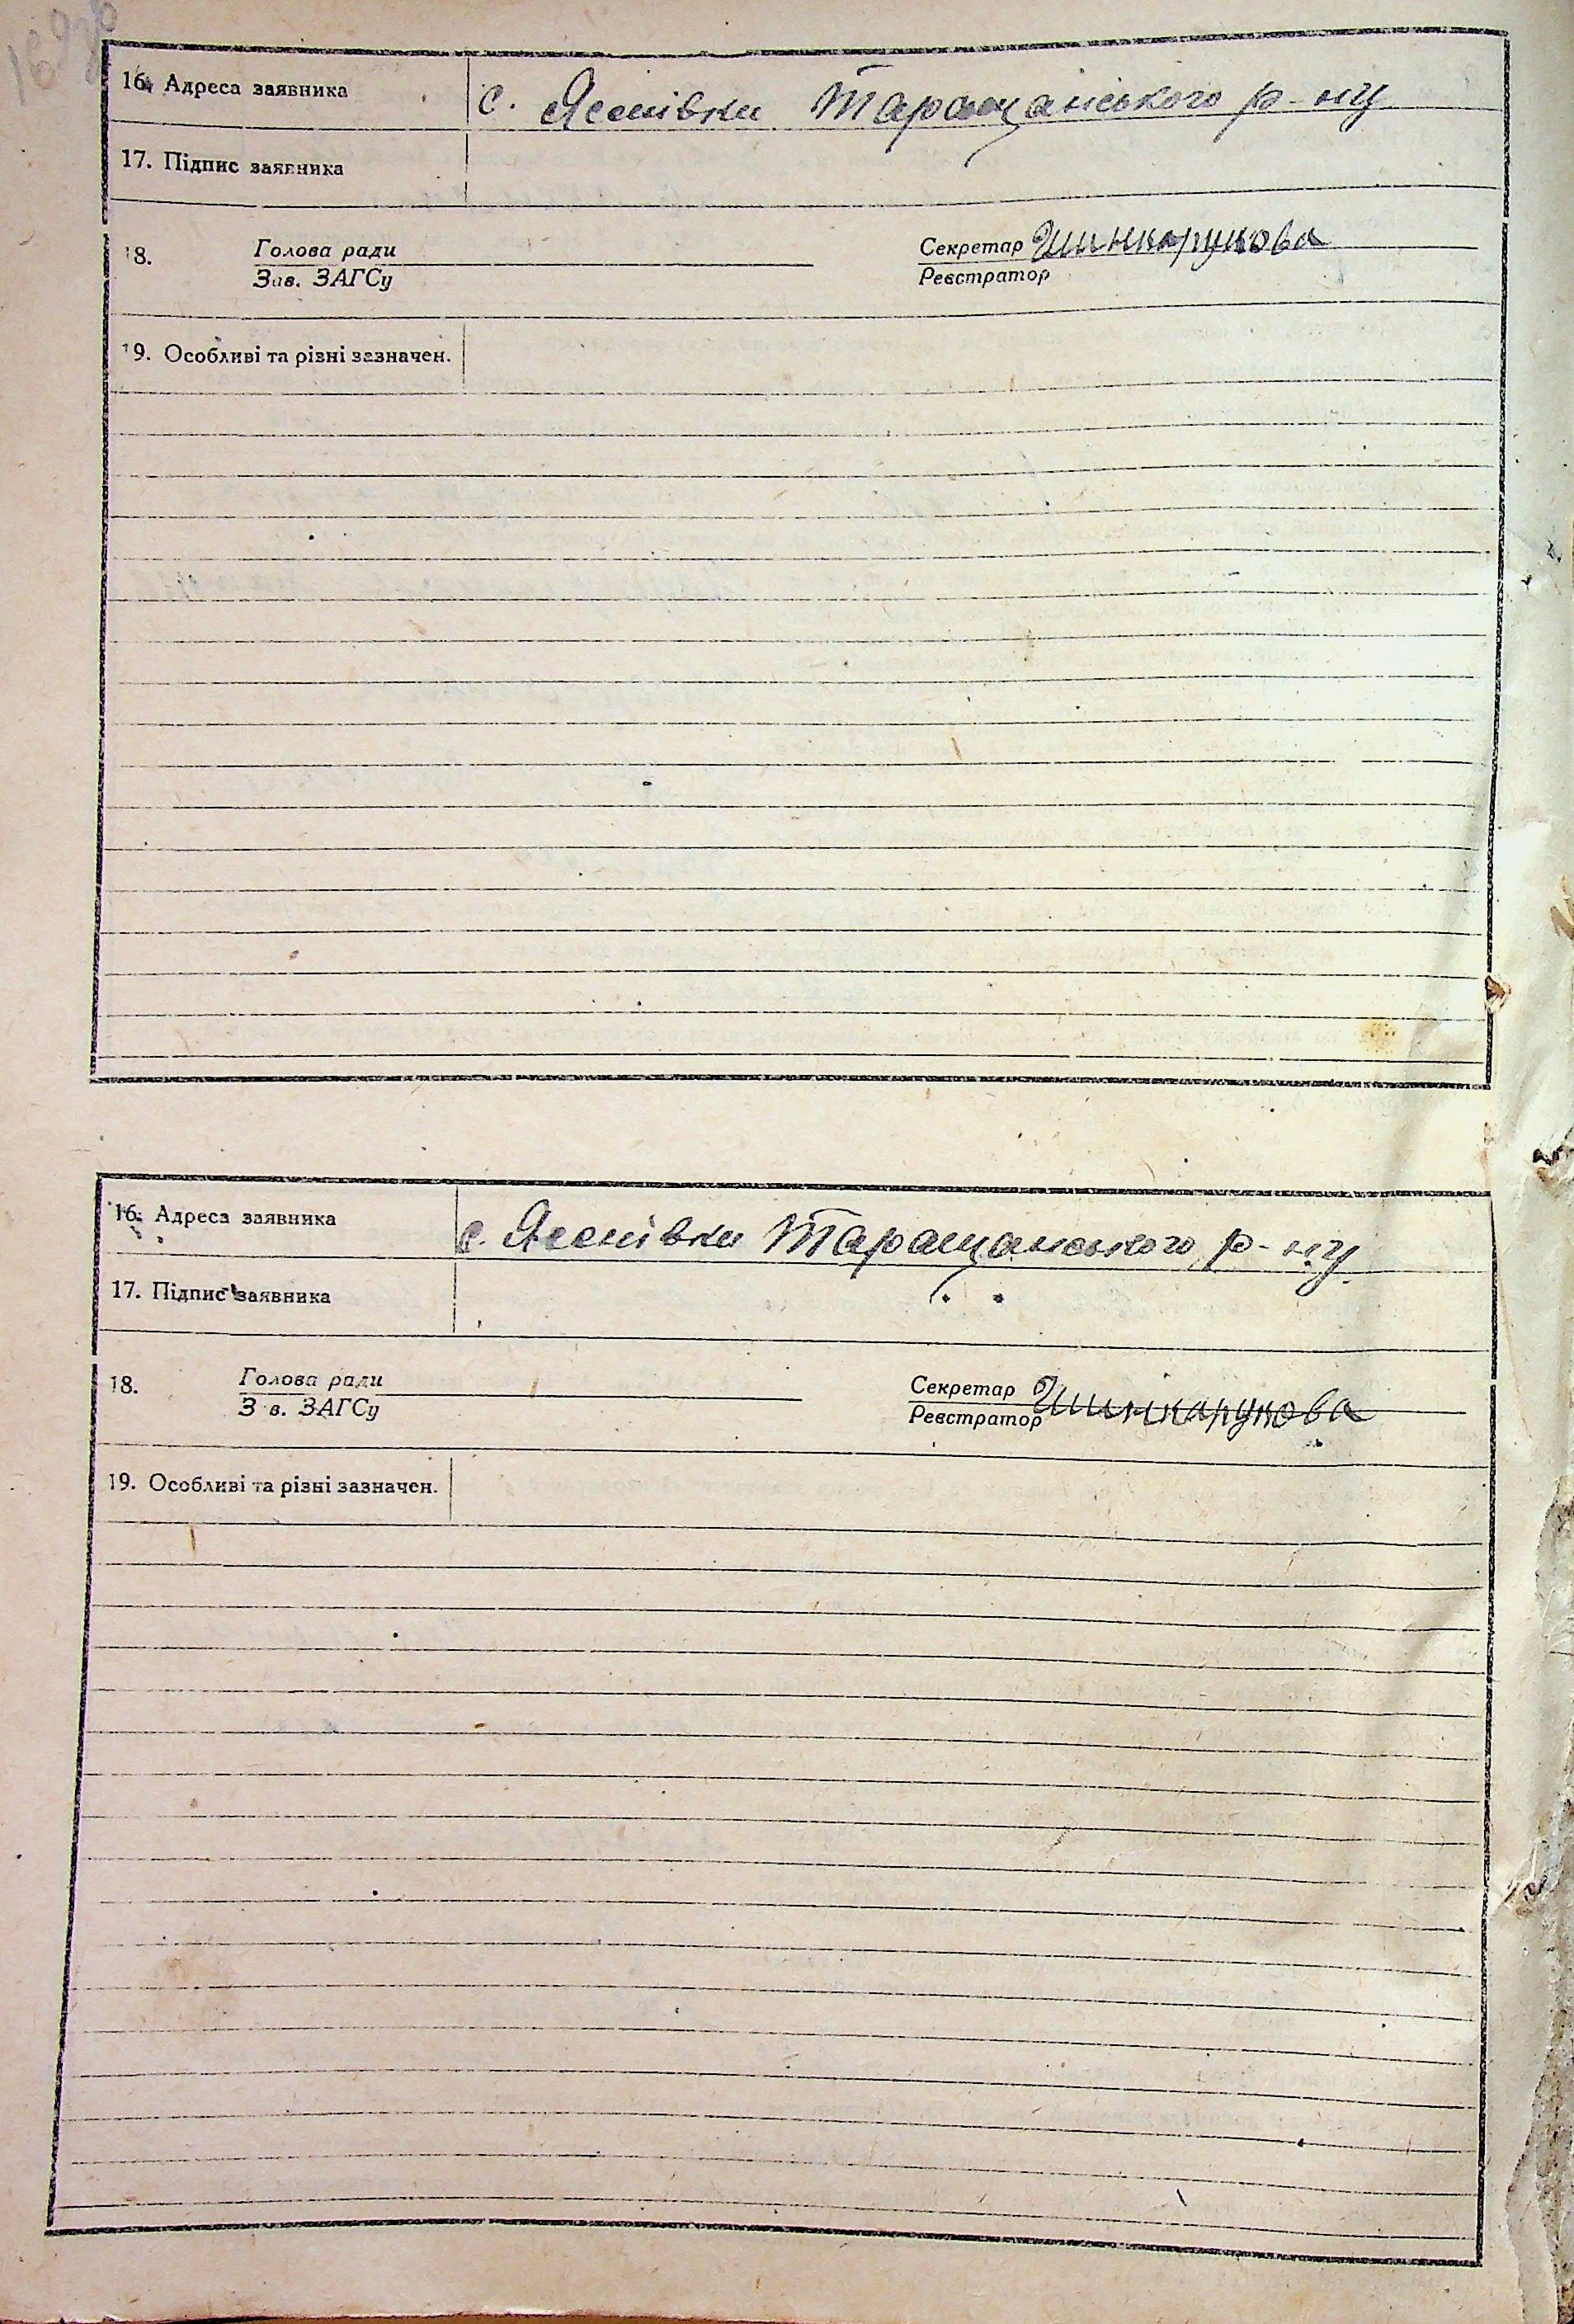 16. Адреса заявника с. Ясенівки Таращанського р-ну
17. Підпис заявника
18. Голова ради Секретар Шинкарукова
Зав. ЗАГСу Реєстратор
19. Особливі та різні зазначен.
16. Адреса заявника с. Ясенівки Таращанського р-ну
17. Підпис заявника
18. Голова ради Секретар Шинкарукова
Зав. ЗАГСу Реєстратор
19. Особливі та різні зазначен.